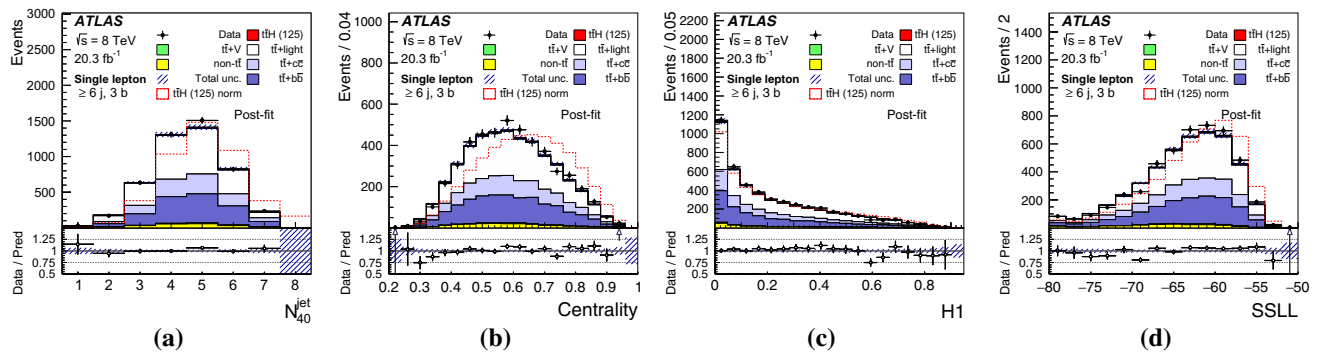 Events
3000
2500
2000
1500
1000
500
ATLAS
√s = 8 TeV
20.3 fb⁻¹
Single lepton
≥ 6 j, 3 b
Data
tt̄H (125)
tt̄+V
tt̄+light
non-tt̄
tt̄+cc̄
Total unc.
tt̄+bb̄
tt̄H (125) norm
Post-fit
Data / Pred
1.25
1
0.75
0.5
1 2 3 4 5 6 7 8
N^jet_40
(a)
Events / 0.04
1000
800
600
400
200
ATLAS
√s = 8 TeV
20.3 fb⁻¹
Single lepton
≥ 6 j, 3 b
Data
tt̄H (125)
tt̄+V
tt̄+light
non-tt̄
tt̄+cc̄
Total unc.
tt̄+bb̄
tt̄H (125) norm
Post-fit
Data / Pred
1.25
1
0.75
0.5
0.2 0.3 0.4 0.5 0.6 0.7 0.8 0.9 1
Centrality
(b)
Events / 0.05
2200
2000
1800
1600
1400
1200
1000
800
600
400
200
ATLAS
√s = 8 TeV
20.3 fb⁻¹
Single lepton
≥ 6 j, 3 b
Data
tt̄H (125)
tt̄+V
tt̄+light
non-tt̄
tt̄+cc̄
Total unc.
tt̄+bb̄
tt̄H (125) norm
Post-fit
Data / Pred
1.25
1
0.75
0.5
0 0.2 0.4 0.6 0.8
H1
(c)
Events / 2
1400
1200
1000
800
600
400
200
ATLAS
√s = 8 TeV
20.3 fb⁻¹
Single lepton
≥ 6 j, 3 b
Data
tt̄H (125)
tt̄+V
tt̄+light
non-tt̄
tt̄+cc̄
Total unc.
tt̄+bb̄
tt̄H (125) norm
Post-fit
Data / Pred
1.25
1
0.75
0.5
−80 −75 −70 −65 −60 −55 −50
SSLL
(d)